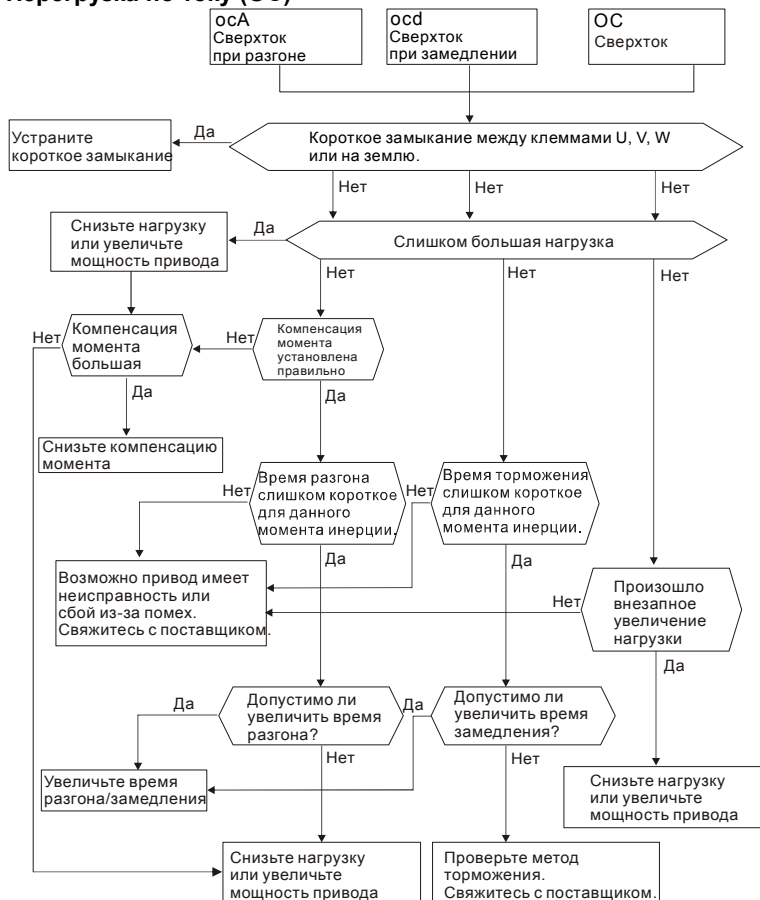 ocA
Сверхток
при разгоне
ocd
Сверхток
при замедлении
OC
Сверхток
Да
Устраните
короткое замыкание
Короткое замыкание между клеммами U, V, W
или на землю.
Нет
Нет
Нет
Снизьте нагрузку
или увеличьте
мощность привода
Да
Слишком большая нагрузка
Нет
Нет
Нет
Нет
Компенсация
момента
большая
Нет
Компенсация
момента
установлена
правильно
Да
Да
Снизьте компенсацию
момента
Нет
Время разгона
слишком короткое
для данного
момента инерции.
Нет
Время торможения
слишком короткое
для данного
момента инерции.
Да
Да
Возможно привод имеет
неисправность или
сбой из-за помех.
Свяжитесь с поставщиком.
Нет
Произошло
внезапное
увеличение
нагрузки
Да
Да
Допустимо ли
увеличить время
разгона?
Да
Допустимо ли
увеличить время
замедления?
Нет
Нет
Увеличьте время
разгона/замедления
Снизьте нагрузку
или увеличьте
мощность привода
Снизьте нагрузку
или увеличьте
мощность привода
Проверьте метод
торможения.
Свяжитесь с поставщиком.